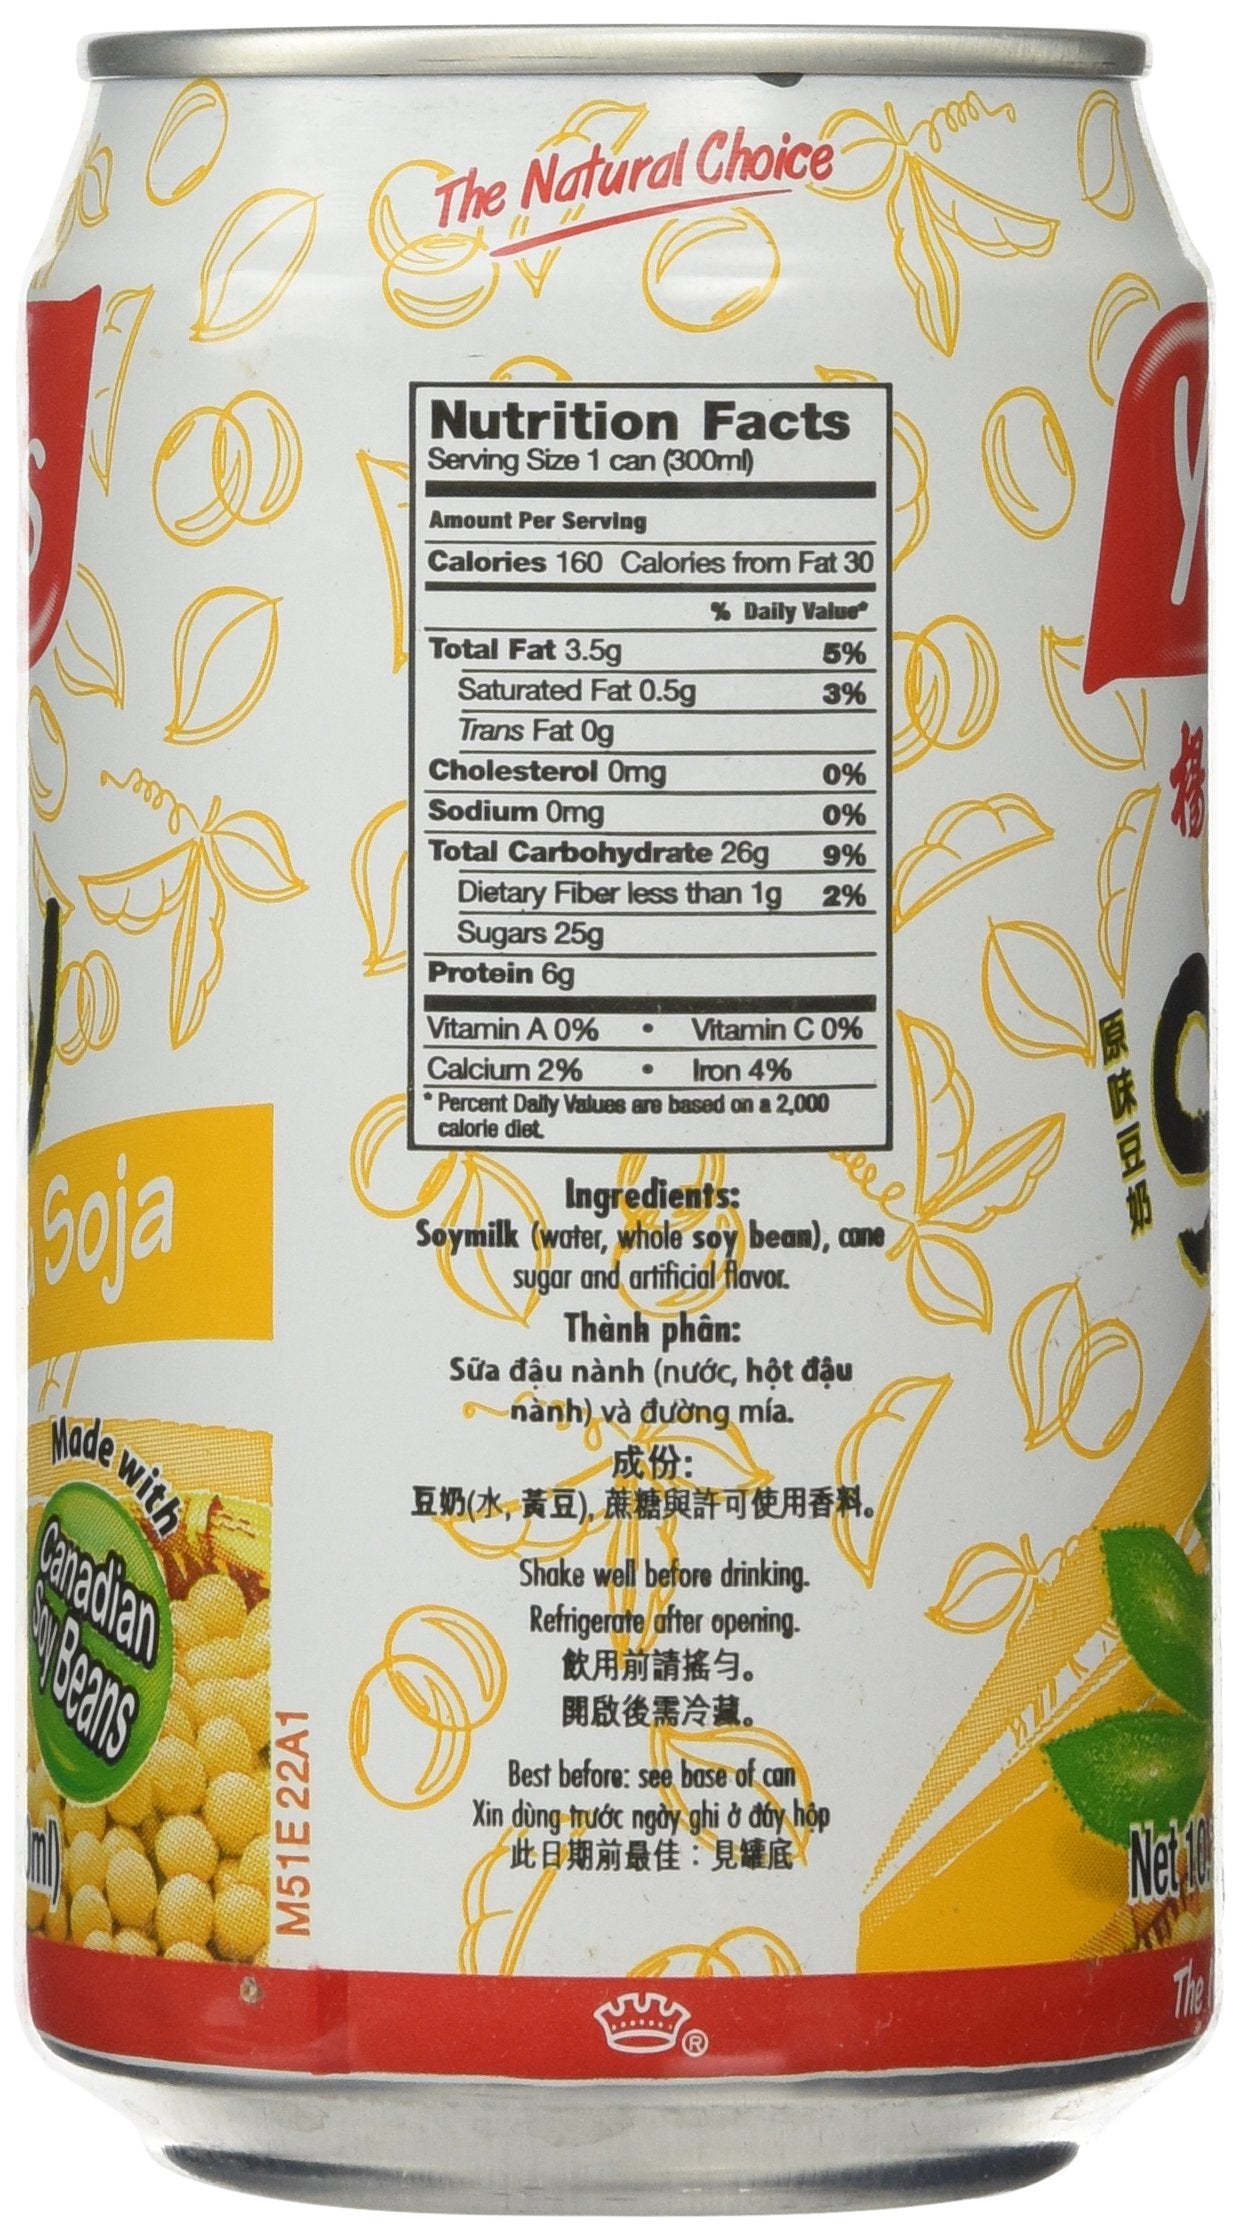 The Natural Choice
Nutrition Facts
Serving Size 1 can (300ml)
Amount Per Serving
Calories 160 Calories from Fat 30
% Daily Value*
Total Fat 3.5g 5%
Saturated Fat 0.5g 3%
Trans Fat 0g
Cholesterol 0mg 0%
Sodium 0mg 0%
Total Carbohydrate 26g 9%
Dietary Fiber less than 1g 2%
Sugars 25g
Protein 6g
Vitamin A 0% • Vitamin C 0%
Calcium 2% • Iron 4%
* Percent Daily Values are based on a 2,000
calorie diet.
Ingredients:
Soymilk (water, whole soy bean), cane
sugar and artificial flavor.
Thành phân:
Sữa đậu nành (nước, hột đậu
nành) và đường mía.
成份:
豆奶(水, 黃豆), 蔗糖與許可使用香料。
Shake well before drinking.
Refrigerate after opening.
飲用前請搖勻。
開啟後需冷藏。
Best before: see base of can
Xin dùng trước ngày ghi ở đáy hộp
此日期前最佳：見罐底
®
Soja
Made with
Canadian
Soy Beans
ml)
M51E 22A1
楊
原味豆奶
Net 10
The